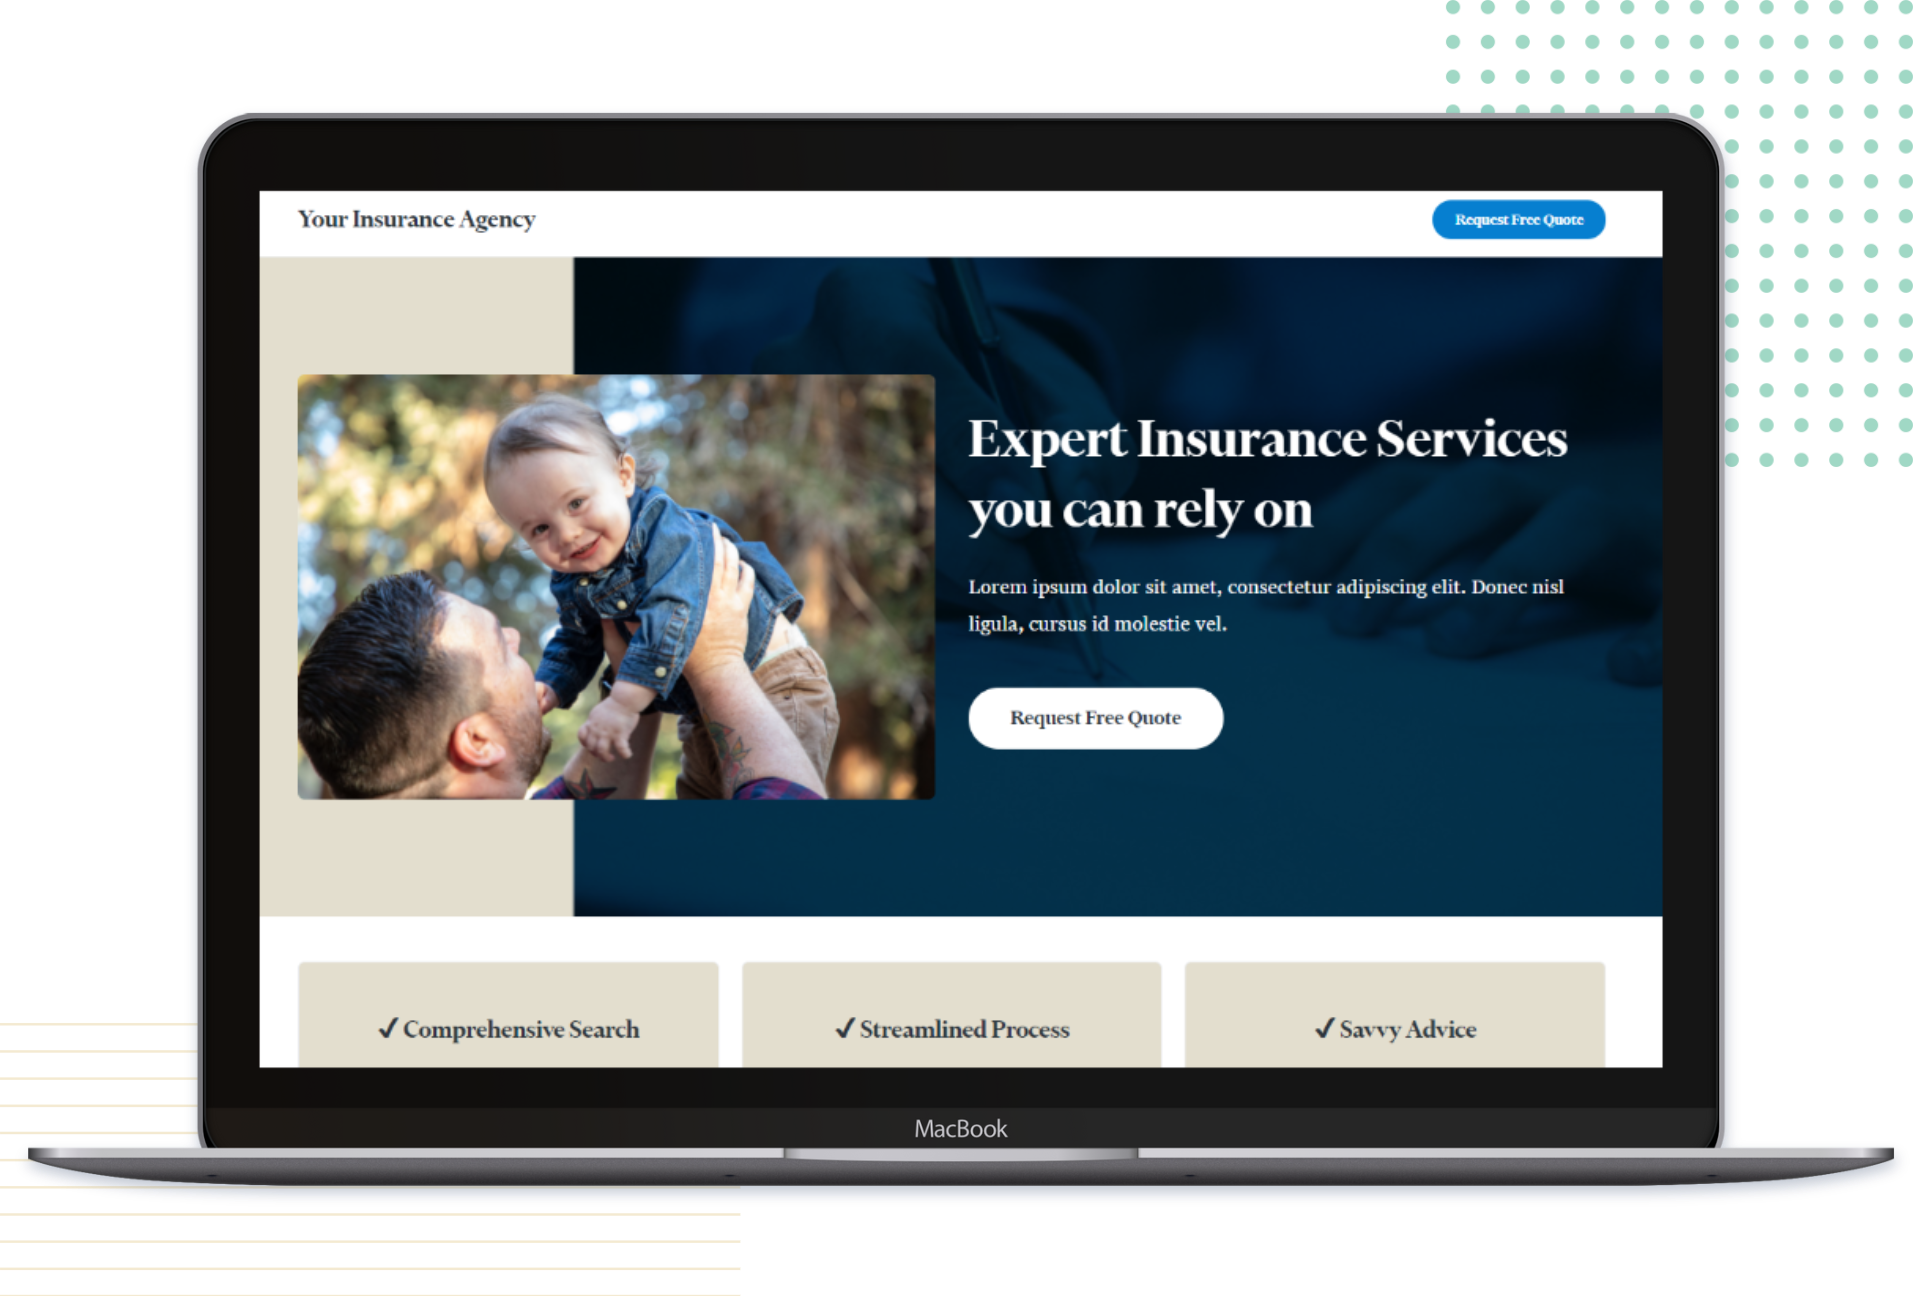 Your Insurance Agency
Request Free Quote
Expert Insurance Services
you can rely on
Lorem ipsum dolor sit amet, consectetur adipiscing elit. Donec nisl
ligula, cursus id molestie vel.
Request Free Quote
✓ Comprehensive Search
✓ Streamlined Process
✓ Savvy Advice
MacBook